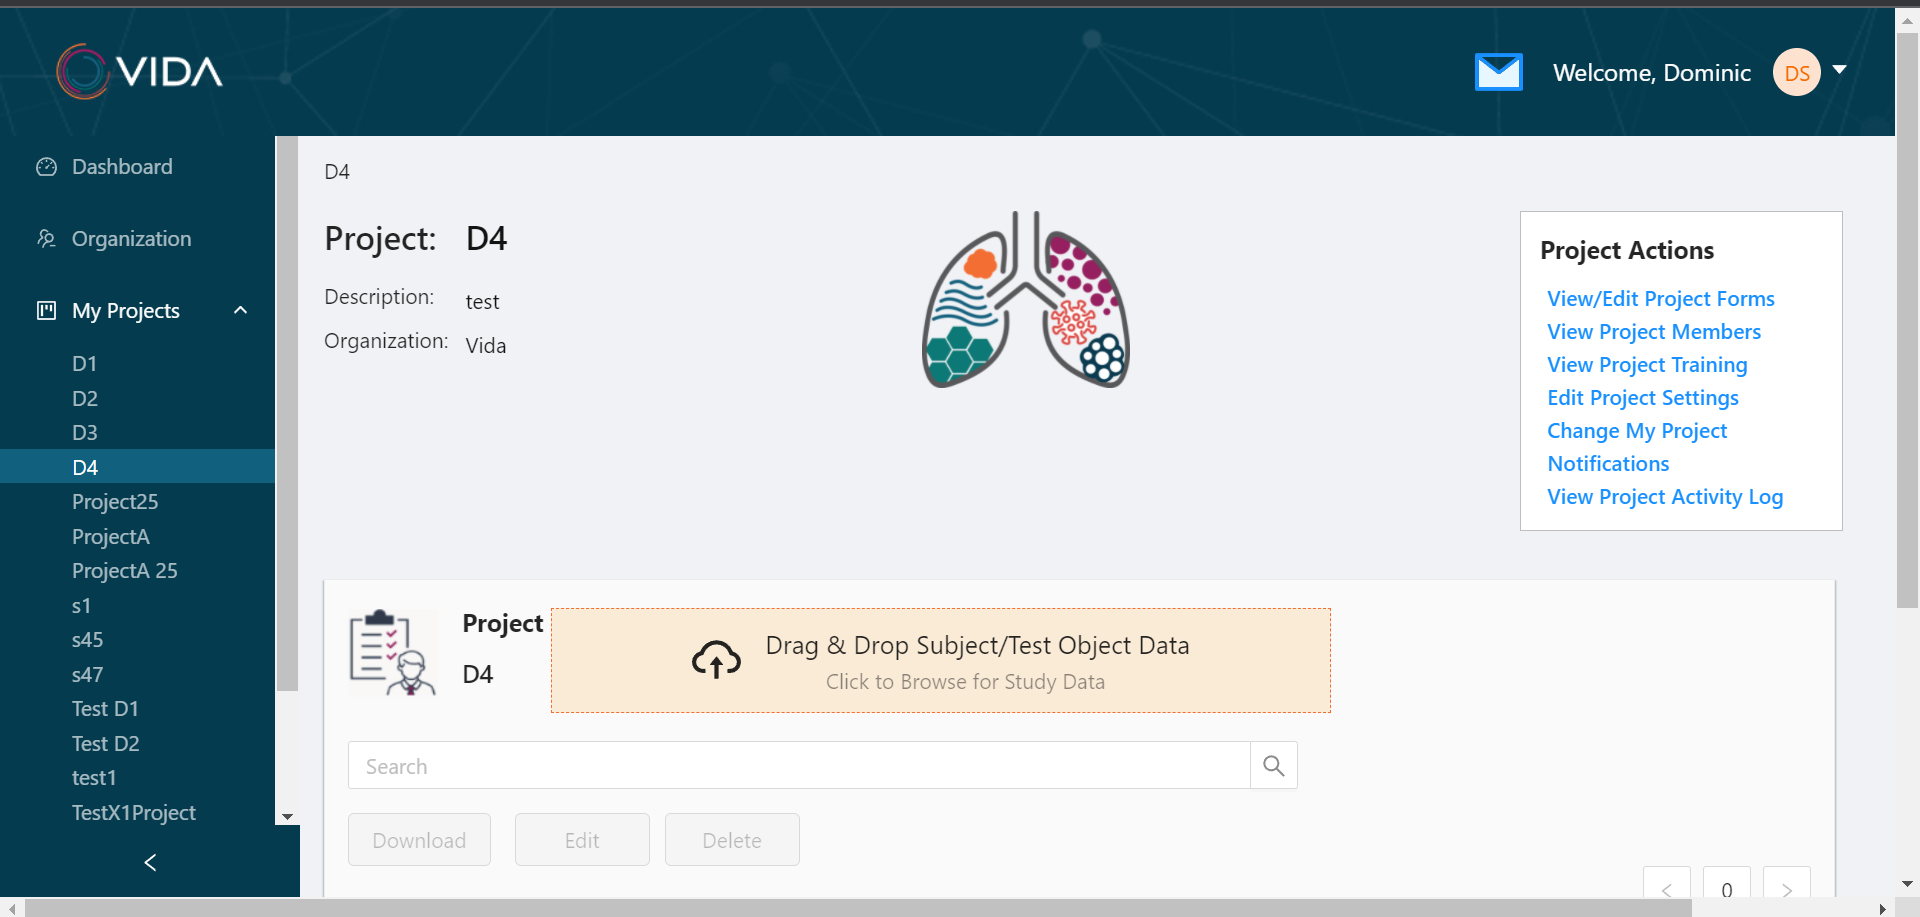 VIDA
Welcome, Dominic
DS
Dashboard
Organization
My Projects
D1
D2
D3
D4
Project25
ProjectA
ProjectA 25
s1
s45
s47
Test D1
Test D2
test1
TestX1Project
D4
Project: D4
Description: test
Organization: Vida
Project Actions
View/Edit Project Forms
View Project Members
View Project Training
Edit Project Settings
Change My Project
Notifications
View Project Activity Log
Project
D4
Drag & Drop Subject/Test Object Data
Click to Browse for Study Data
Search
Download Edit Delete
< 0 >